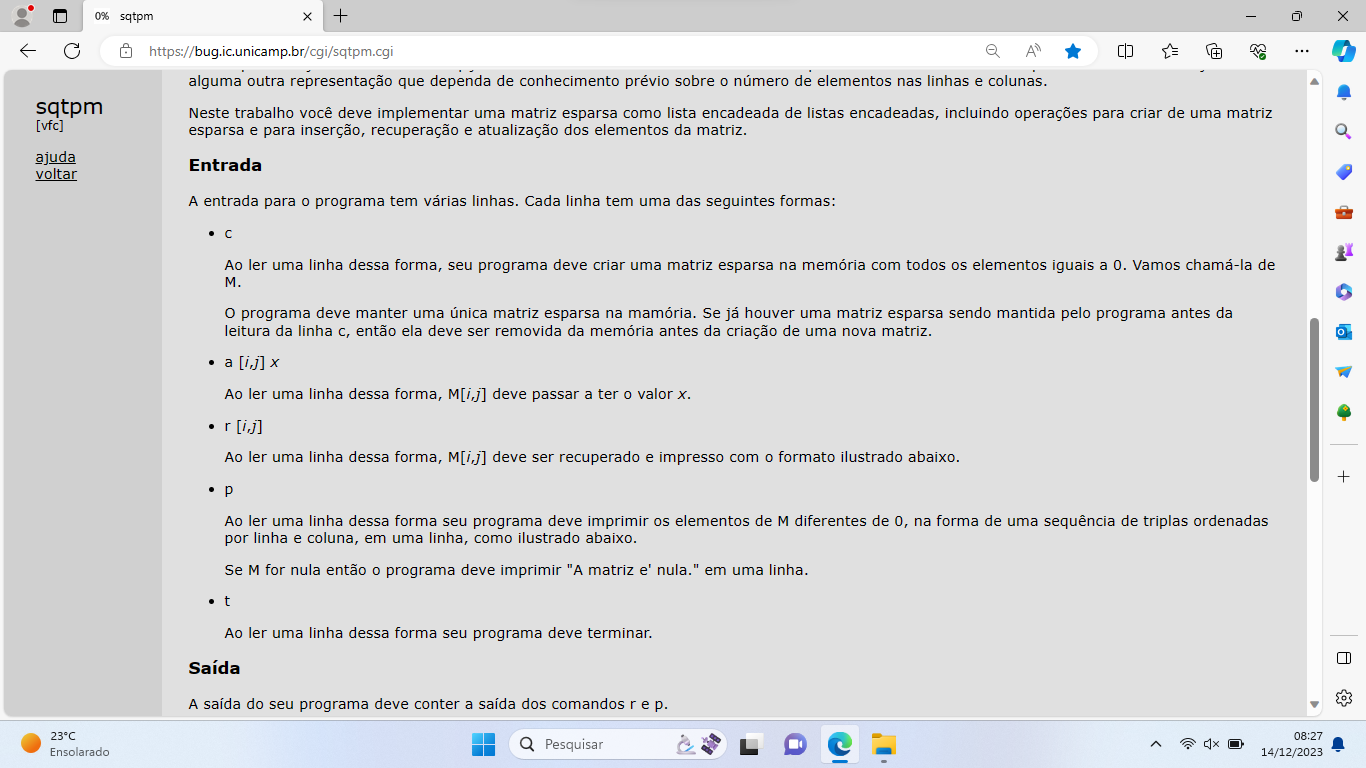 0% sqtpm
https://bug.ic.unicamp.br/cgi/sqtpm.cgi
sqtpm
[vfc]
ajuda
voltar
alguma outra representação que dependa de conhecimento prévio sobre o número de elementos nas linhas e colunas.
Neste trabalho você deve implementar uma matriz esparsa como lista encadeada de listas encadeadas, incluindo operações para criar de uma matriz
esparsa e para inserção, recuperação e atualização dos elementos da matriz.
Entrada
A entrada para o programa tem várias linhas. Cada linha tem uma das seguintes formas:
• c
Ao ler uma linha dessa forma, seu programa deve criar uma matriz esparsa na memória com todos os elementos iguais a 0. Vamos chamá-la de
M.
O programa deve manter uma única matriz esparsa na mamória. Se já houver uma matriz esparsa sendo mantida pelo programa antes da
leitura da linha c, então ela deve ser removida da memória antes da criação de uma nova matriz.
• a [i,j] x
Ao ler uma linha dessa forma, M[i,j] deve passar a ter o valor x.
• r [i,j]
Ao ler uma linha dessa forma, M[i,j] deve ser recuperado e impresso com o formato ilustrado abaixo.
• p
Ao ler uma linha dessa forma seu programa deve imprimir os elementos de M diferentes de 0, na forma de uma sequência de triplas ordenadas
por linha e coluna, em uma linha, como ilustrado abaixo.
Se M for nula então o programa deve imprimir "A matriz e' nula." em uma linha.
• t
Ao ler uma linha dessa forma seu programa deve terminar.
Saída
A saída do seu programa deve conter a saída dos comandos r e p.
23°C
Ensolarado
Pesquisar
08:27
14/12/2023